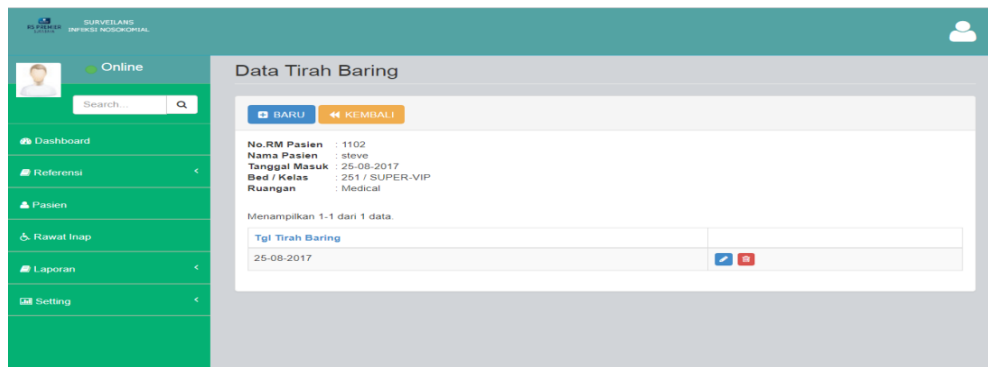 SURVEILANS
INFEKSI NOSOKOMIAL
Online
Search...
Dashboard
Referensi
Pasien
Rawat Inap
Laporan
Setting
Data Tirah Baring
BARU
KEMBALI
No.RM Pasien : 1102
Nama Pasien : steve
Tanggal Masuk : 25-08-2017
Bed / Kelas : 251 / SUPER-VIP
Ruangan : Medical
Menampilkan 1-1 dari 1 data.
Tgl Tirah Baring
25-08-2017